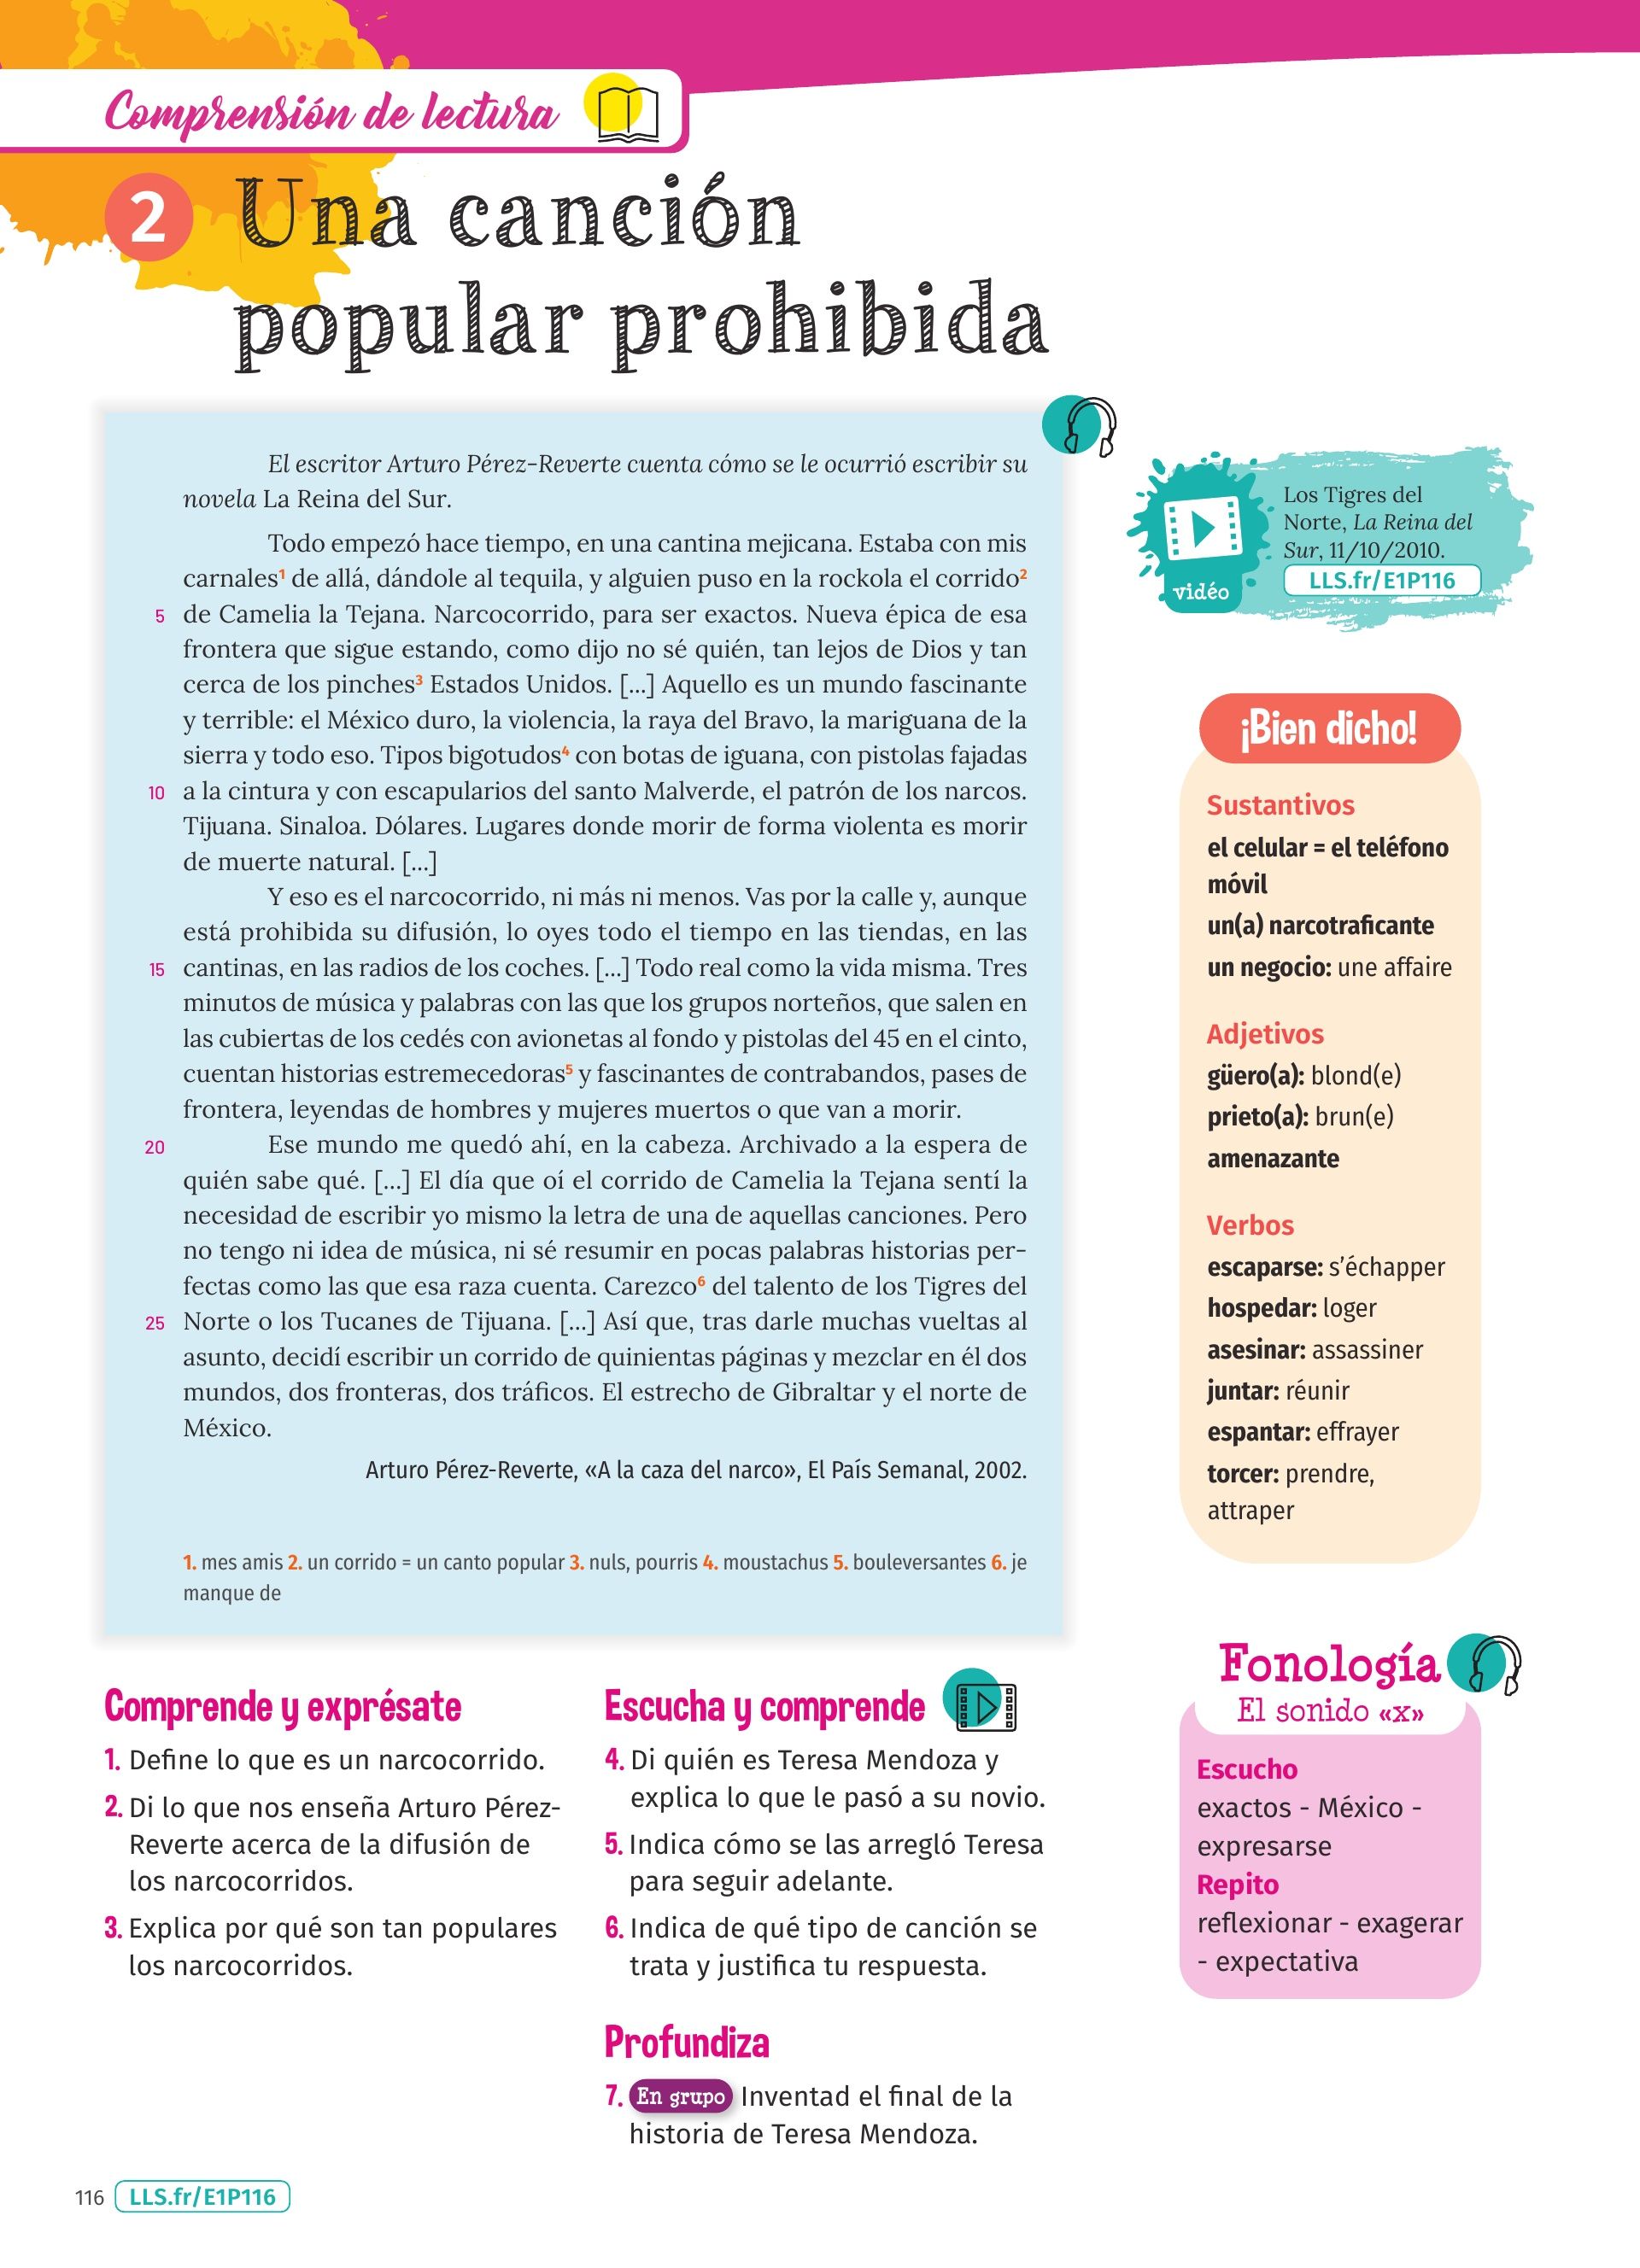 Comprensión de lectura
2 Una canción
popular prohibida
El escritor Arturo Pérez-Reverte cuenta cómo se le ocurrió escribir su
novela La Reina del Sur.
Todo empezó hace tiempo, en una cantina mejicana. Estaba con mis
carnales1 de allá, dándole al tequila, y alguien puso en la rockola el corrido2
5 de Camelia la Tejana. Narcocorrido, para ser exactos. Nueva épica de esa
frontera que sigue estando, como dijo no sé quién, tan lejos de Dios y tan
cerca de los pinches3 Estados Unidos. [...] Aquello es un mundo fascinante
y terrible: el México duro, la violencia, la raya del Bravo, la mariguana de la
sierra y todo eso. Tipos bigotudos4 con botas de iguana, con pistolas fajadas
10 a la cintura y con escapularios del santo Malverde, el patrón de los narcos.
Tijuana. Sinaloa. Dólares. Lugares donde morir de forma violenta es morir
de muerte natural. [...]
Y eso es el narcocorrido, ni más ni menos. Vas por la calle y, aunque
está prohibida su difusión, lo oyes todo el tiempo en las tiendas, en las
15 cantinas, en las radios de los coches. [...] Todo real como la vida misma. Tres
minutos de música y palabras con las que los grupos norteños, que salen en
las cubiertas de los cedés con avionetas al fondo y pistolas del 45 en el cinto,
cuentan historias estremecedoras5 y fascinantes de contrabandos, pases de
frontera, leyendas de hombres y mujeres muertos o que van a morir.
20 Ese mundo me quedó ahí, en la cabeza. Archivado a la espera de
quién sabe qué. [...] El día que oí el corrido de Camelia la Tejana sentí la
necesidad de escribir yo mismo la letra de una de aquellas canciones. Pero
no tengo ni idea de música, ni sé resumir en pocas palabras historias per-
fectas como las que esa raza cuenta. Carezco6 del talento de los Tigres del
25 Norte o los Tucanes de Tijuana. [...] Así que, tras darle muchas vueltas al
asunto, decidí escribir un corrido de quinientas páginas y mezclar en él dos
mundos, dos fronteras, dos tráficos. El estrecho de Gibraltar y el norte de
México.
Arturo Pérez-Reverte, «A la caza del narco», El País Semanal, 2002.
1. mes amis 2. un corrido = un canto popular 3. nuls, pourris 4. moustachus 5. bouleversantes 6. je
manque de
vidéo
Los Tigres del
Norte, La Reina del
Sur, 11/10/2010.
LLS.fr/E1P116
¡Bien dicho!
Sustantivos
el celular = el teléfono
móvil
un(a) narcotraficante
un negocio: une affaire
Adjetivos
güero(a): blond(e)
prieto(a): brun(e)
amenazante
Verbos
escaparse: s'échapper
hospedar: loger
asesinar: assassiner
juntar: réunir
espantar: effrayer
torcer: prendre,
attraper
Comprende y exprésate
1. Define lo que es un narcocorrido.
2. Di lo que nos enseña Arturo Pérez-
Reverte acerca de la difusión de
los narcocorridos.
3. Explica por qué son tan populares
los narcocorridos.
Escucha y comprende
4. Di quién es Teresa Mendoza y
explica lo que le pasó a su novio.
5. Indica cómo se las arregló Teresa
para seguir adelante.
6. Indica de qué tipo de canción se
trata y justifica tu respuesta.
Profundiza
7. En grupo Inventad el final de la
historia de Teresa Mendoza.
Fonología
El sonido «x»
Escucho
exactos - México -
expresarse
Repito
reflexionar - exagerar
- expectativa
116 LLS.fr/E1P116